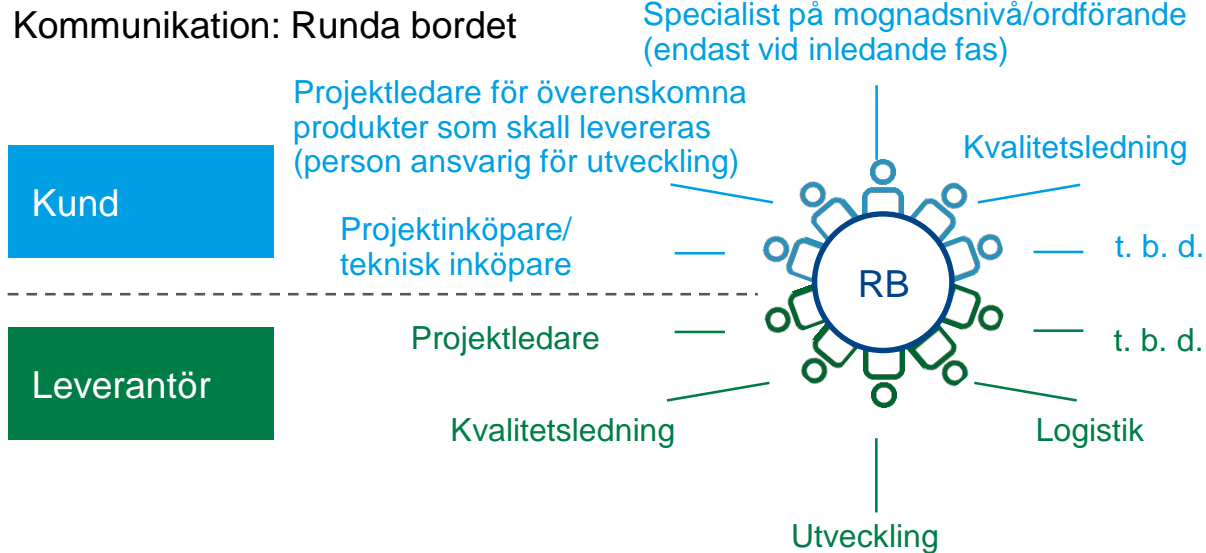 Kommunikation: Runda bordet
Specialist på mognadsnivå/ordförande
(endast vid inledande fas)
Projektledare för överenskomna
produkter som skall levereras
(person ansvarig för utveckling)
Kvalitetsledning
Kund
Projektinköpare/
teknisk inköpare
t. b. d.
RB
Projektledare
t. b. d.
Leverantör
Kvalitetsledning
Logistik
Utveckling